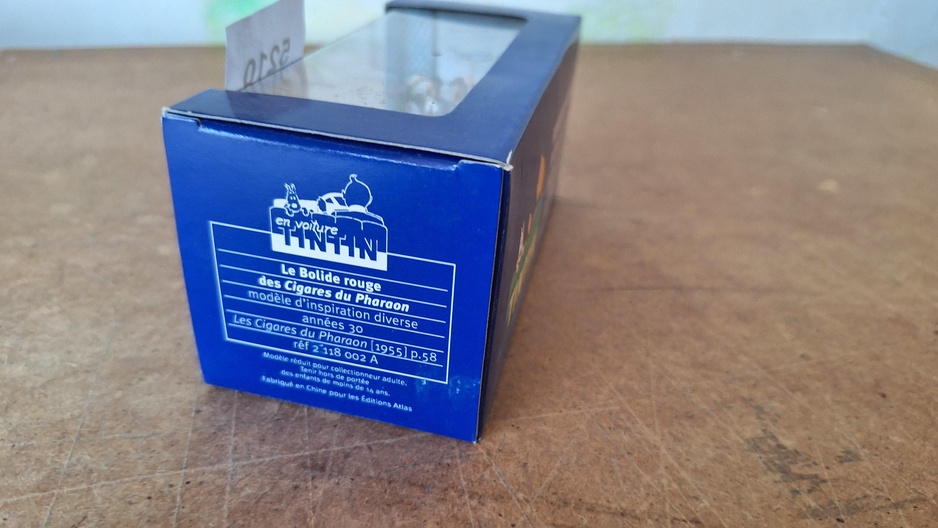 5210
en voiture
TINTIN
Le Bolide rouge
des Cigares du Pharaon
modèle d'inspiration diverse
années 30
Les Cigares du Pharaon [1955] p.58
réf 2 118 002 A
Modèle réduit pour collectionneur adulte.
Tenir hors de portée
des enfants de moins de 14 ans.
Fabriqué en Chine pour les Éditions Atlas